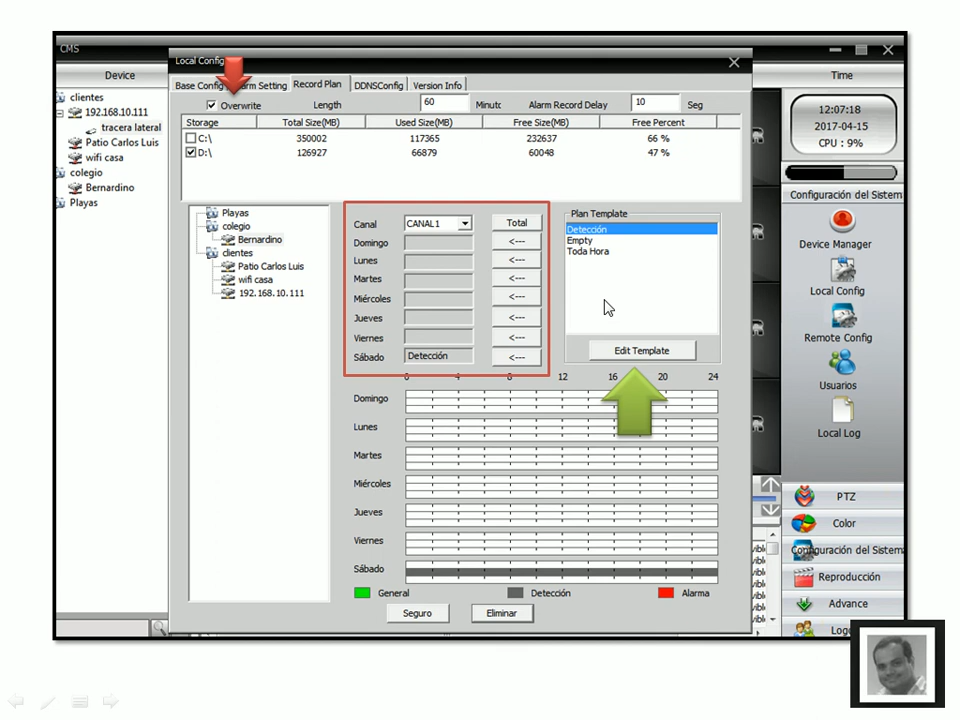 CMS
Device
clientes
192.168.10.111
tracera lateral
Patio Carlos Luis
wifi casa
colegio
Bernardino
Playas
Local Config
Base Config
Setting
Record Plan
DDNSConfig
Version Info
Overwrite
Length
60
Alarm Record Delay
10
Seg
Storage Total Size(MB) Used Size(MB) Free Size(MB) Free Percent
C:\ 350002 117365 232637 66 %
D:\ 126927 66879 60048 47 %
Playas
colegio
Bernardino
clientes
Patio Carlos Luis
wifi casa
192.168.10.111
Canal CANAL1 Total
Domingo <---
Lunes <---
Martes <---
Miércoles <---
Jueves <---
Viernes <---
Sábado Detección <---
Plan Template
Detección
Empty
Toda Hora
Edit Template
0 4 8 12 16 20 24
Domingo
Lunes
Martes
Miércoles
Jueves
Viernes
Sábado
General
Detección
Alarma
Seguro
Eliminar
Time
12:07:18
2017-04-15
CPU : 9%
Configuración del Sistem
Device Manager
Local Config
Remote Config
Usuarios
Local Log
PTZ
Color
Configuración del Sistem
Reproducción
Advance